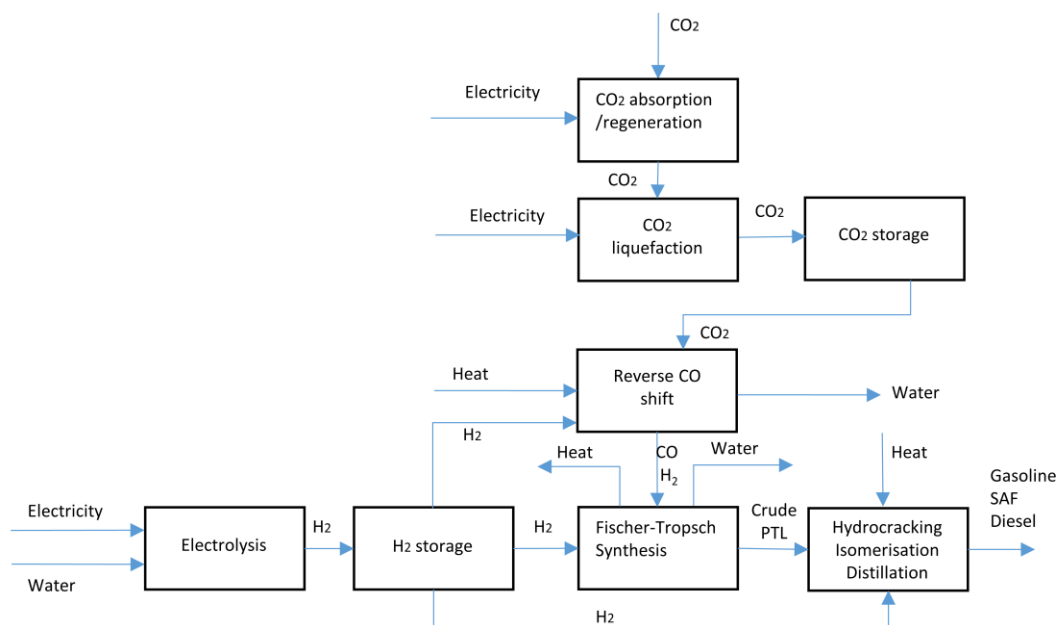 CO2
Electricity
CO2 absorption
/regeneration
CO2
Electricity
CO2
liquefaction
CO2
CO2 storage
CO2
Heat
Reverse CO
shift
Water
H2
Heat
CO
H2
Water
Heat
Gasoline
SAF
Diesel
Electricity
Water
Electrolysis
H2
H2 storage
H2
Fischer-Tropsch
Synthesis
Crude
PTL
Hydrocracking
Isomerisation
Distillation
H2